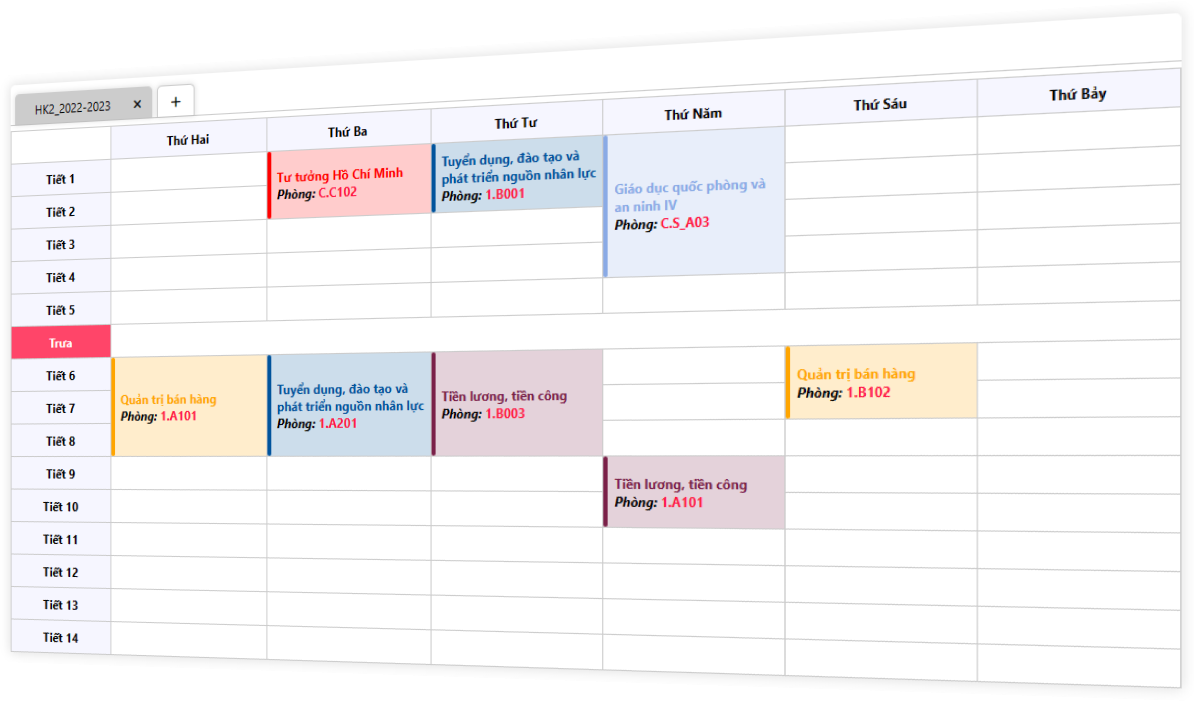 HK2_2022-2023 × +
Thứ Hai Thứ Ba Thứ Tư Thứ Năm Thứ Sáu Thứ Bảy
Tiết 1
Tiết 2
Tiết 3
Tiết 4
Tiết 5
Tư tưởng Hồ Chí Minh
Phòng: C.C102
Tuyển dụng, đào tạo và
phát triển nguồn nhân lực
Phòng: 1.B001
Giáo dục quốc phòng và
an ninh IV
Phòng: C.S_A03
Trưa
Tiết 6
Tiết 7
Tiết 8
Quản trị bán hàng
Phòng: 1.A101
Tuyển dụng, đào tạo và
phát triển nguồn nhân lực
Phòng: 1.A201
Tiền lương, tiền công
Phòng: 1.B003
Quản trị bán hàng
Phòng: 1.B102
Tiết 9
Tiết 10
Tiền lương, tiền công
Phòng: 1.A101
Tiết 11
Tiết 12
Tiết 13
Tiết 14